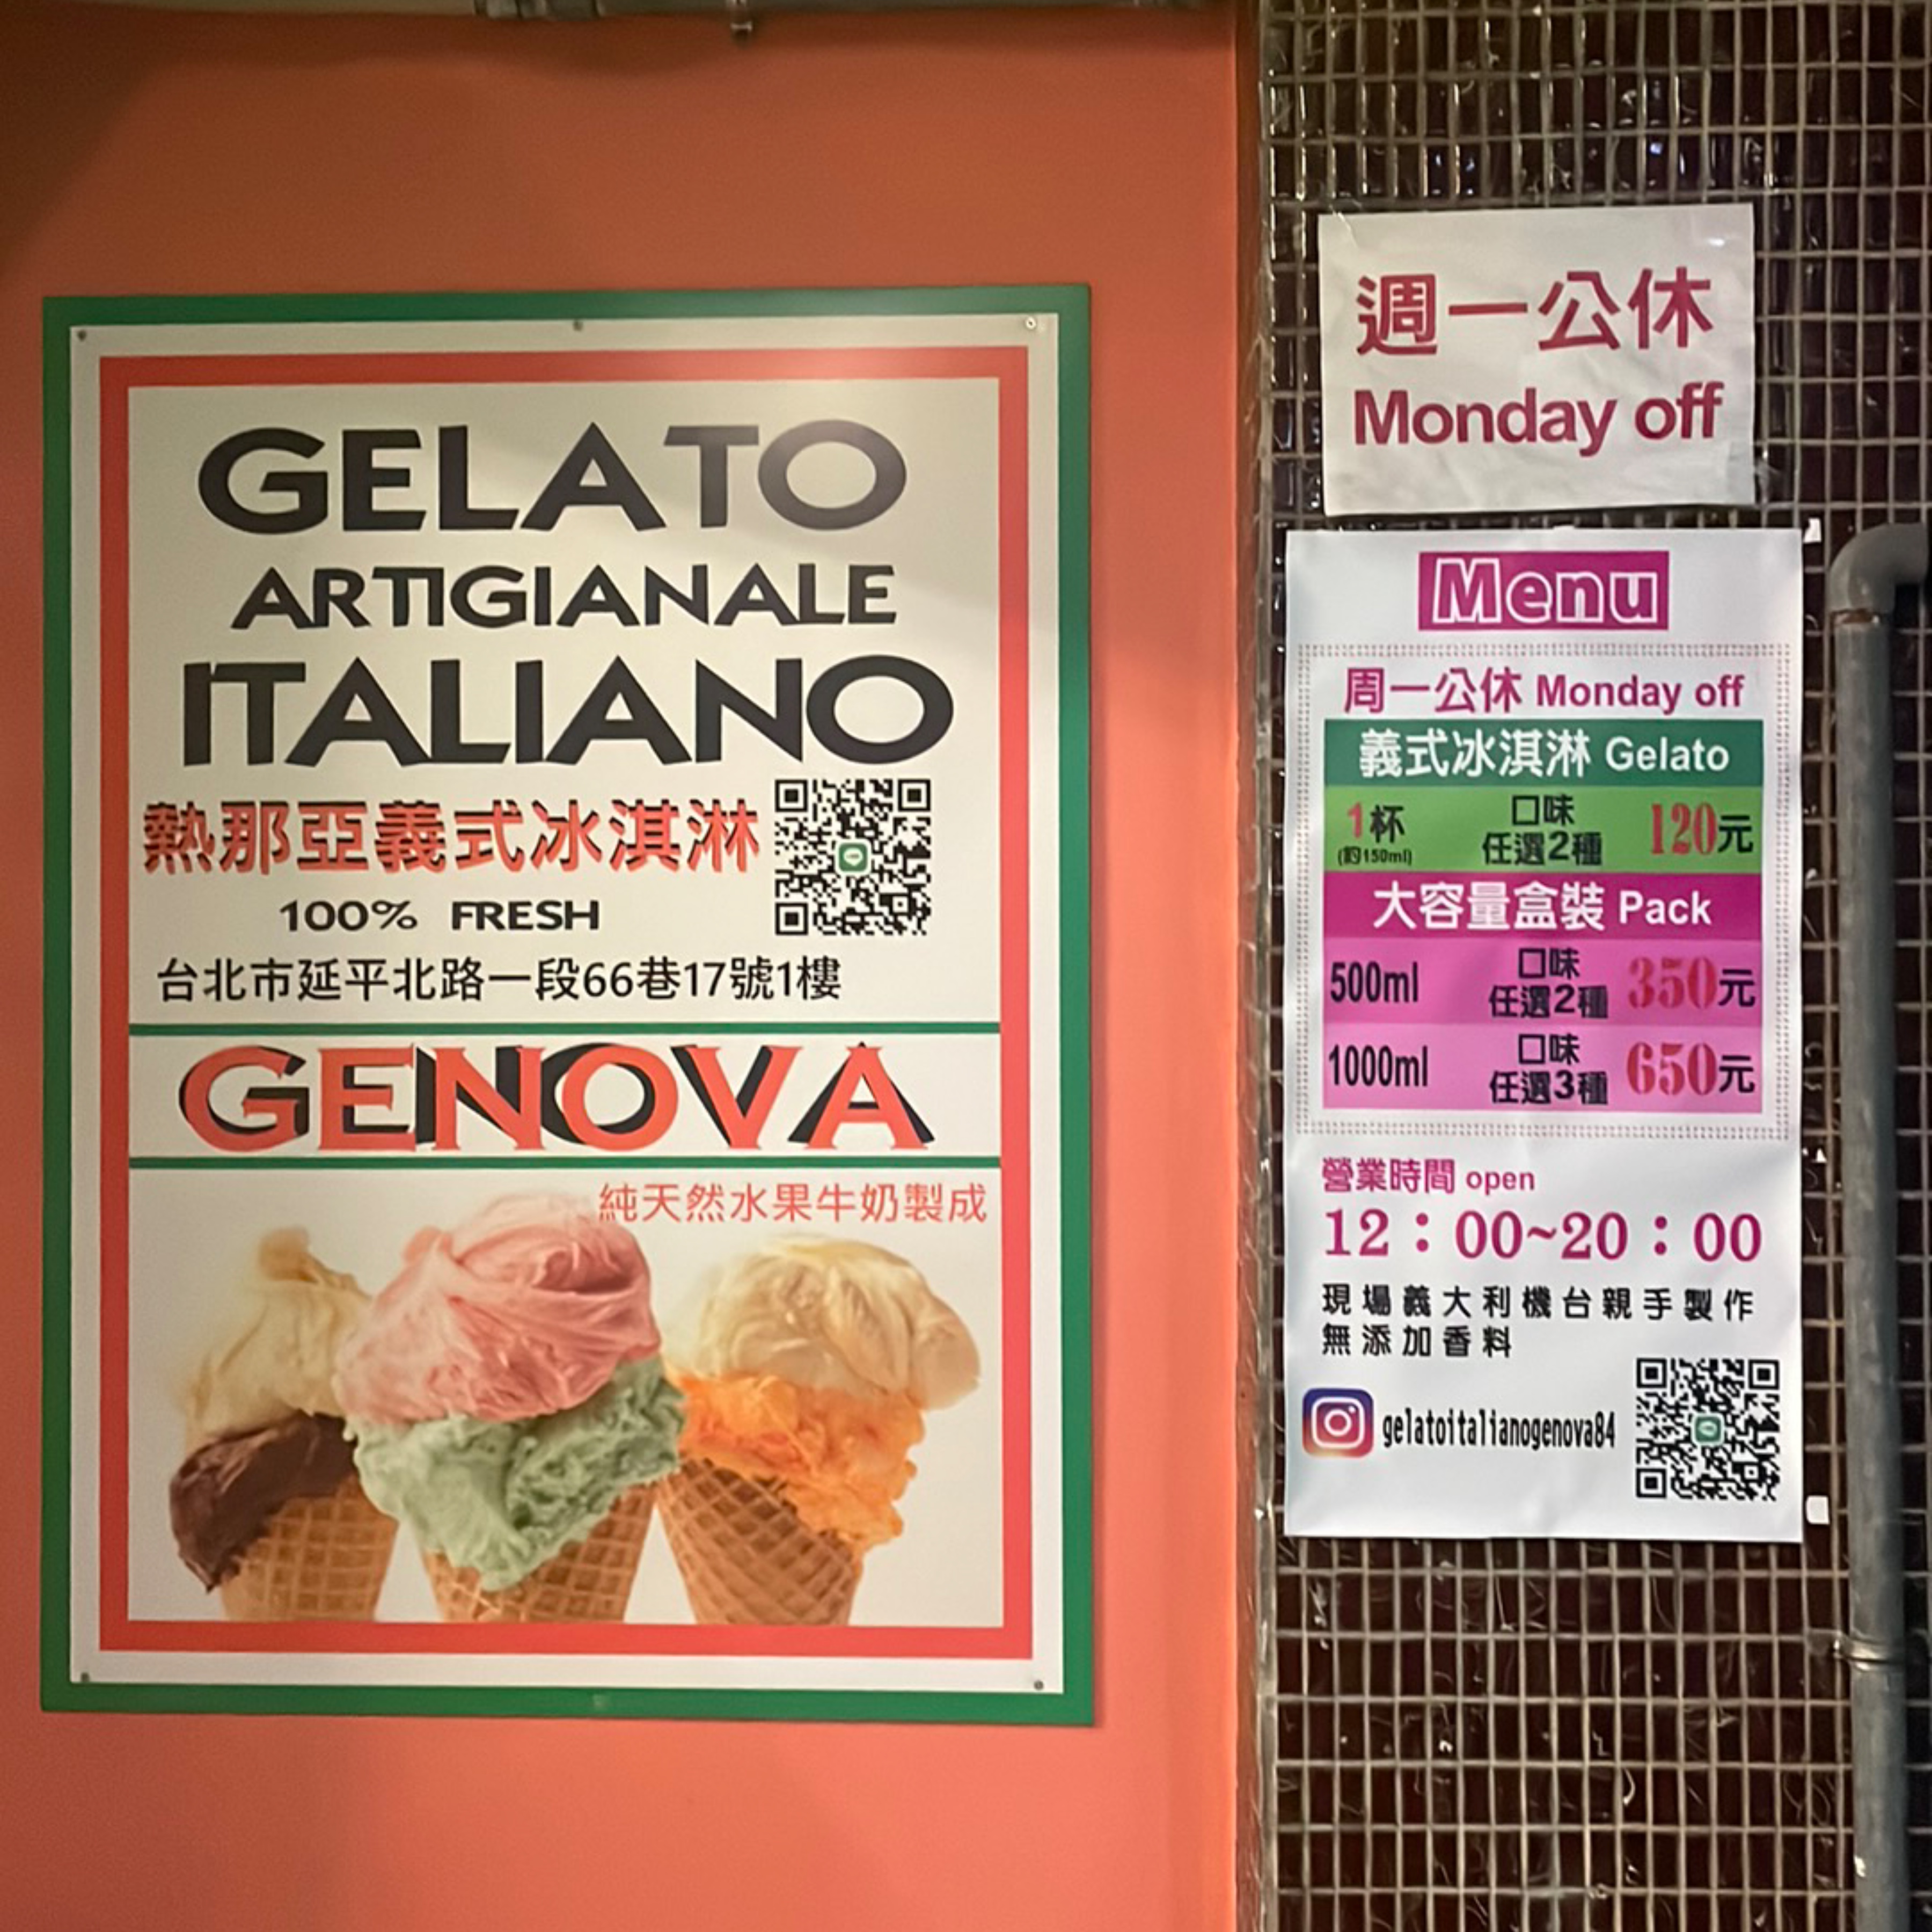 GELATO
ARTIGIANALE
ITALIANO
熱那亞義式冰淇淋
100% FRESH
台北市延平北路一段66巷17號1樓
GENOVA
純天然水果牛奶製成
週一公休
Monday off
Menu
周一公休 Monday off
義式冰淇淋 Gelato
1杯 口味 120元
(約150ml) 任選2種
大容量盒裝 Pack
500ml 口味 350元
任選2種
1000ml 口味 650元
任選3種
營業時間 open
12：00~20：00
現場義大利機台親手製作
無添加香料
gelatoitalianogenova84